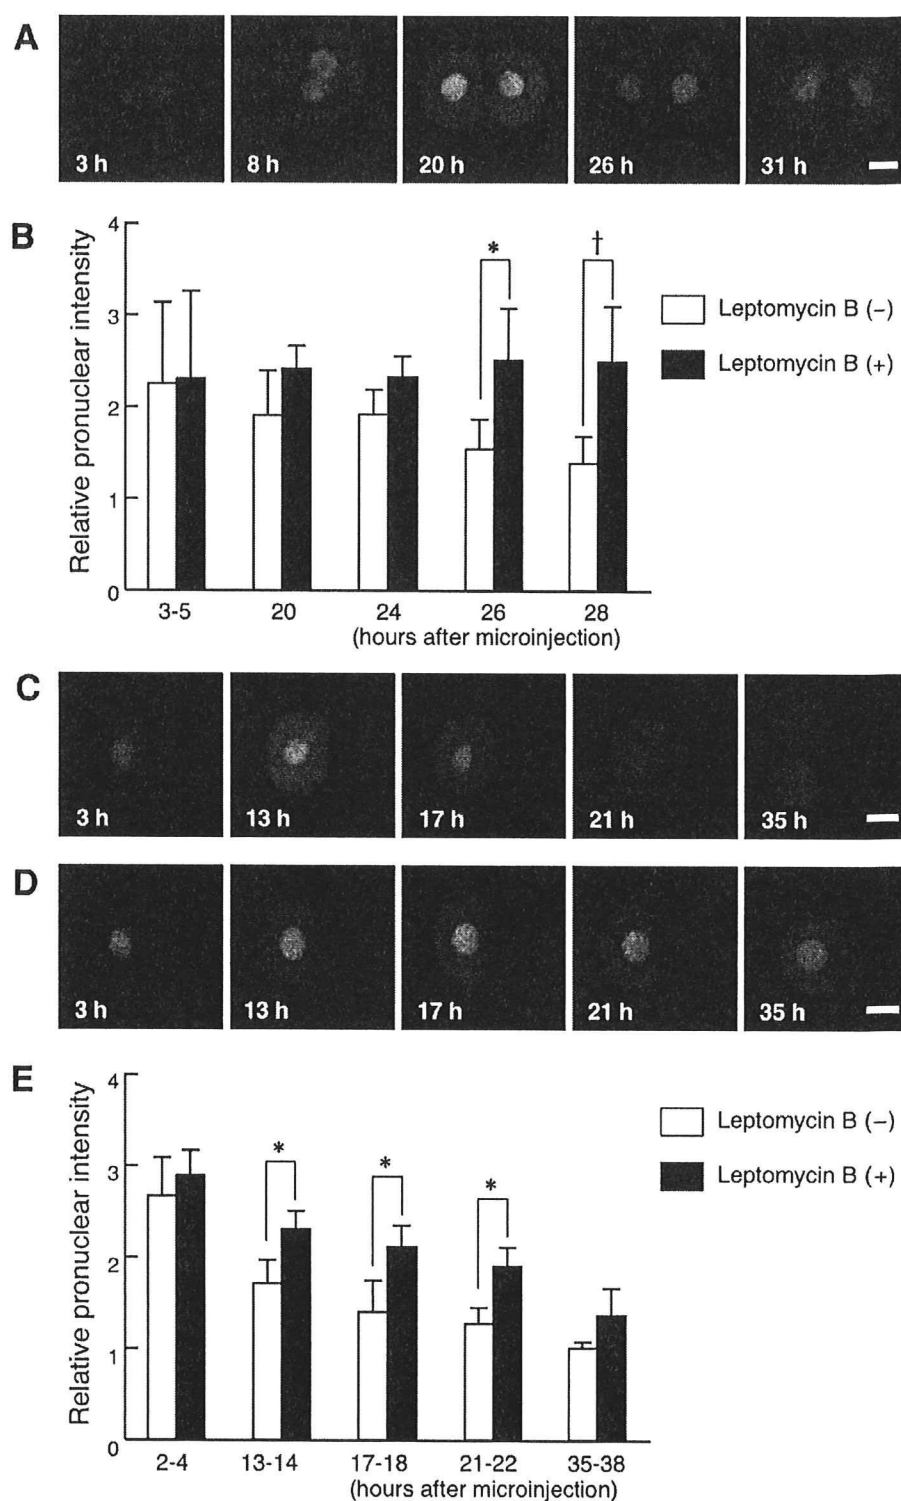 A
3 h
8 h
20 h
26 h
31 h
B
Relative pronuclear intensity
4
3
2
1
0
*
†
Leptomycin B (−)
Leptomycin B (+)
3-5
20
24
26
28
(hours after microinjection)
C
3 h
13 h
17 h
21 h
35 h
D
3 h
13 h
17 h
21 h
35 h
E
Relative pronuclear intensity
4
3
2
1
0
*
*
*
Leptomycin B (−)
Leptomycin B (+)
2-4
13-14
17-18
21-22
35-38
(hours after microinjection)